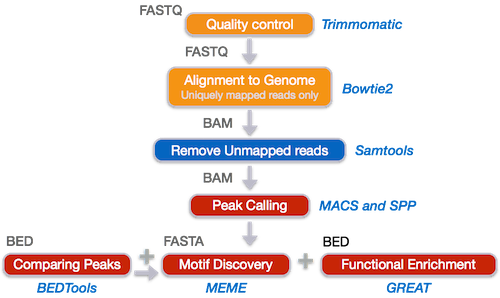 FASTQ
Quality control
Trimmomatic
FASTQ
Alignment to Genome
Uniquely mapped reads only
Bowtie2
BAM
Remove Unmapped reads
Samtools
BAM
Peak Calling
MACS and SPP
BED
FASTA
BED
Comparing Peaks
+
Motif Discovery
+
Functional Enrichment
BEDTools
MEME
GREAT